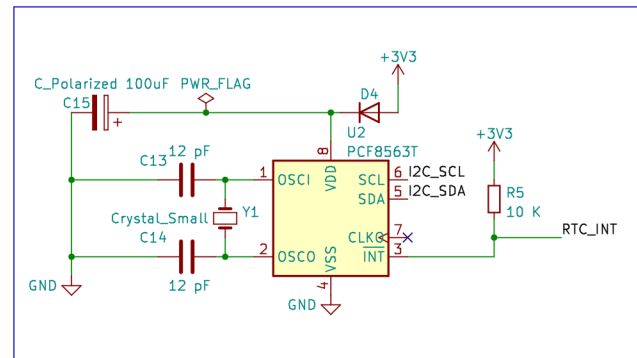 +3V3
C_Polarized 100uF PWR_FLAG
C15
D4
+
U2
PCF8563T
+3V3
12 pF
C13
8
1 OSCI
VDD
SCL 6 I2C_SCL
SDA 5 I2C_SDA
R5
10 K
Crystal_Small
Y1
C14
CLKO 7
RTC_INT
2 OSCO
VSS
INT 3
12 pF
GND
4
GND